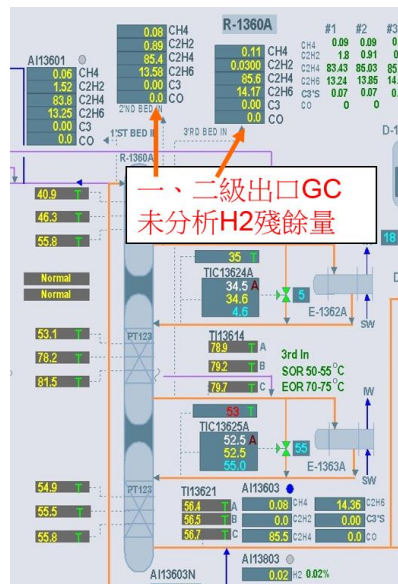 R-1360A
#1 #2 #3
0.08 CH4
0.89 C2H2
85.4 C2H4
13.58 C2H6
0.00 C3
0.0 CO
2'ND BED IN
0.11 CH4
0.0300 C2H2
85.6 C2H4
14.17 C2H6
0.00 C3
0.0 CO
3'RD BED IN
CH4 0.09 0.09 0.
C2H2 1.8 0.91 0.
C2H4 83.43 85.03 85
C2H6 13.24 13.85 14.
C3'S 0.07 0.07 0.
CO 0 0
AI13601
0.06 CH4
1.52 C2H2
83.8 C2H4
13.25 C2H6
0.00 C3
0.0 CO
1'ST BED I
R-1360A
D-1
一、二級出口GC
未分析H2殘餘量
40.9 T
46.3 T
55.8 T
18
35 T
TIC13624A
34.5 A
34.6
4.6
5
E-1362A
SW
Normal
Normal
53.1 T
78.2 T
81.5 T
PT123
TI13614
78.9 T A
79.2 T B
79.7 T C
3rd In
SOR 50-55°C
EOR 70-75°C
IW
53 T
TIC13625A
52.5 A
52.5
55.0
55
E-1363A
SW
54.9 T
55.5 T
55.8 T
PT123
TI13621
56.4 T A
56.5 T B
56.7 T C
AI13603
0.08 CH4 14.36 C2H6
0.0 H2 0.00 C3'S
85.5 C2H4 0.0 CO
AI13803
0.02 H2 0.02%
AI13603N